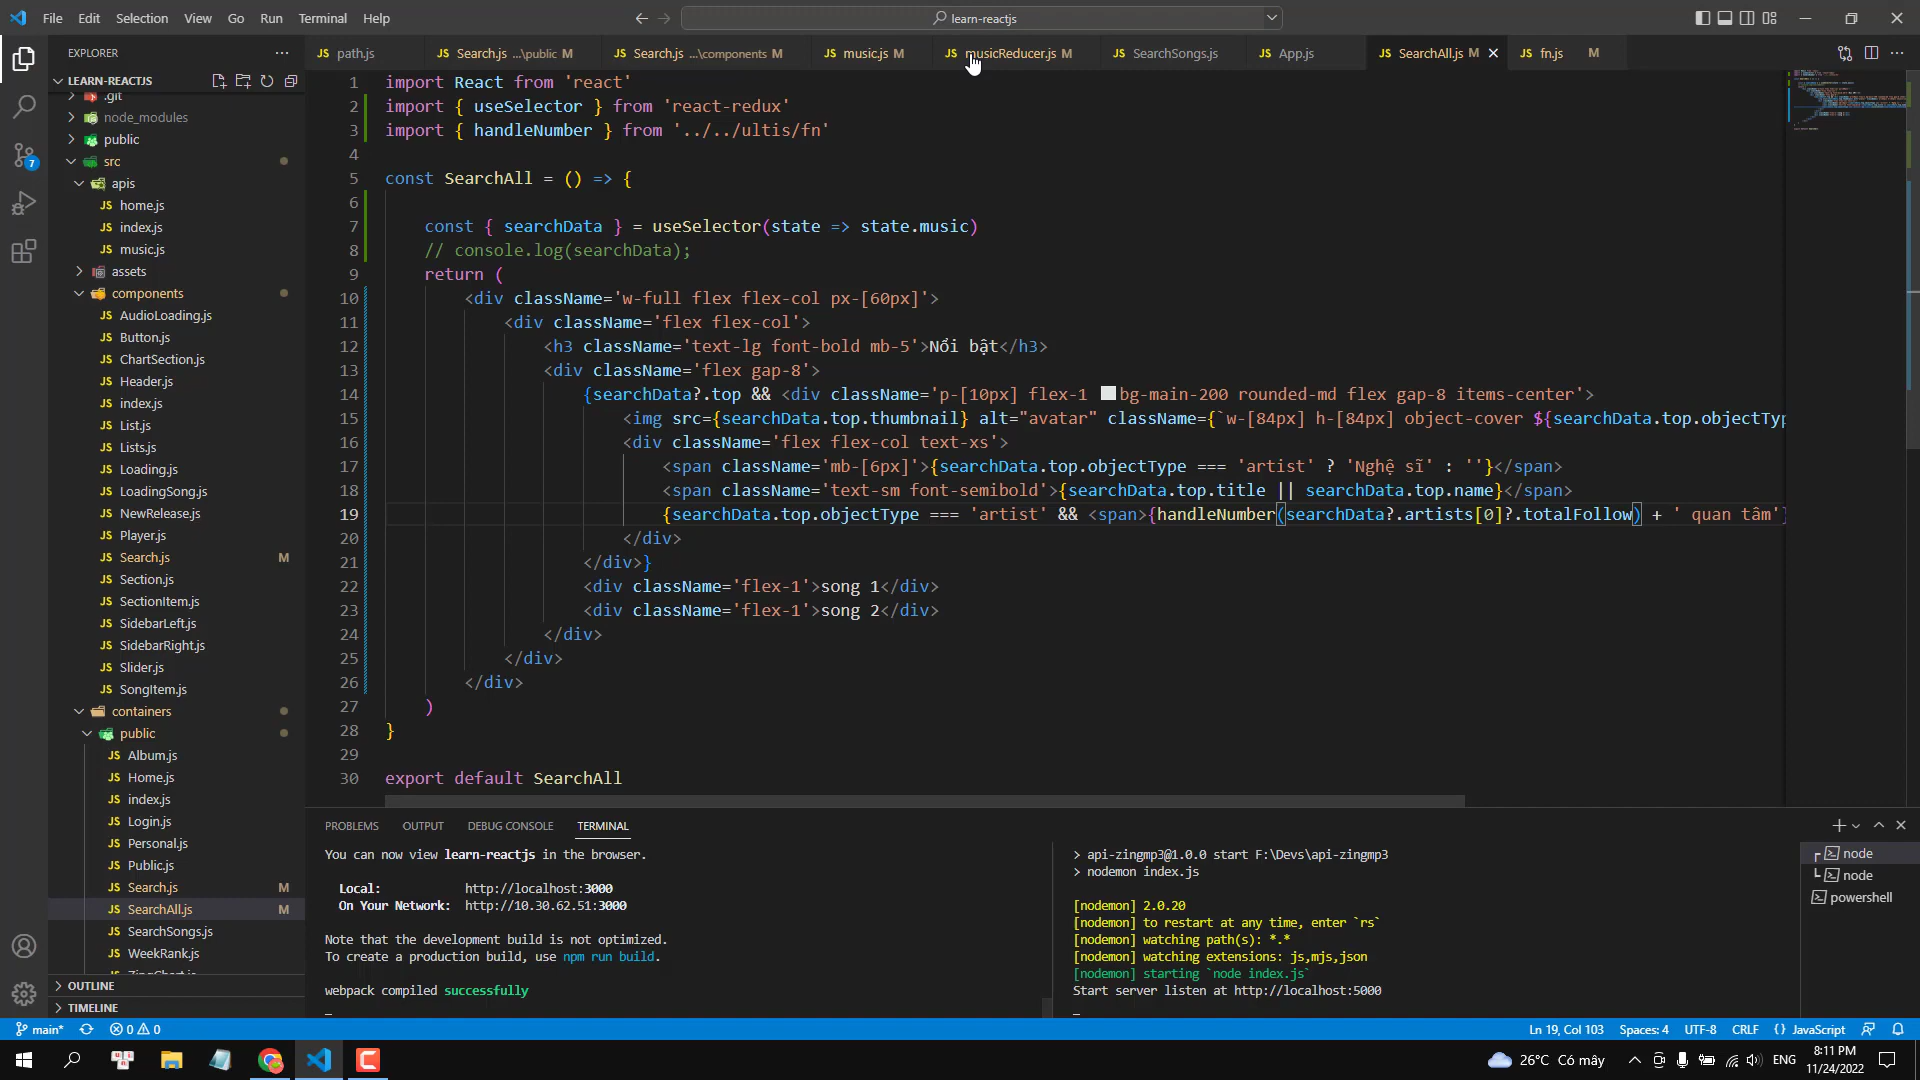 File Edit Selection View Go Run Terminal Help
learn-reactjs
EXPLORER
LEARN-REACTJS
.git
node_modules
public
src
apis
home.js
index.js
music.js
assets
components
AudioLoading.js
Button.js
ChartSection.js
Header.js
index.js
List.js
Lists.js
Loading.js
LoadingSong.js
NewRelease.js
Player.js
Search.js M
Section.js
SectionItem.js
SidebarLeft.js
SidebarRight.js
Slider.js
SongItem.js
containers
public
Album.js
Home.js
index.js
Login.js
Personal.js
Public.js
Search.js M
SearchAll.js M
SearchSongs.js
WeekRank.js
OUTLINE
TIMELINE
7
JS path.js JS Search.js ...\public M JS Search.js ...\components M JS music.js M JS musicReducer.js M JS SearchSongs.js JS App.js JS SearchAll.js M JS fn.js M
1 import React from 'react'
2 import { useSelector } from 'react-redux'
3 import { handleNumber } from '../../ultis/fn'
4
5 const SearchAll = () => {
6
7 const { searchData } = useSelector(state => state.music)
8 // console.log(searchData);
9 return (
10 <div className='w-full flex flex-col px-[60px]'>
11 <div className='flex flex-col'>
12 <h3 className='text-lg font-bold mb-5'>Nổi bật</h3>
13 <div className='flex gap-8'>
14 {searchData?.top && <div className='p-[10px] flex-1 bg-main-200 rounded-md flex gap-8 items-center'>
15 <img src={searchData.top.thumbnail} alt="avatar" className={`w-[84px] h-[84px] object-cover ${searchData.top.objectTyp
16 <div className='flex flex-col text-xs'>
17 <span className='mb-[6px]'>{searchData.top.objectType === 'artist' ? 'Nghệ sĩ' : ''}</span>
18 <span className='text-sm font-semibold'>{searchData.top.title || searchData.top.name}</span>
19 {searchData.top.objectType === 'artist' && <span>{handleNumber(searchData?.artists[0]?.totalFollow) + ' quan tâm'}
20 </div>
21 </div>}
22 <div className='flex-1'>song 1</div>
23 <div className='flex-1'>song 2</div>
24 </div>
25 </div>
26 </div>
27 )
28 }
29
30 export default SearchAll
PROBLEMS OUTPUT DEBUG CONSOLE TERMINAL
You can now view learn-reactjs in the browser.
Local: http://localhost:3000
On Your Network: http://10.30.62.51:3000
Note that the development build is not optimized.
To create a production build, use npm run build.
webpack compiled successfully
> api-zingmp3@1.0.0 start F:\Devs\api-zingmp3
> nodemon index.js
[nodemon] 2.0.20
[nodemon] to restart at any time, enter `rs`
[nodemon] watching path(s): *.*
[nodemon] watching extensions: js,mjs,json
[nodemon] starting `node index.js`
Start server listen at http://localhost:5000
node
node
powershell
main* 0 0 Ln 19, Col 103 Spaces: 4 UTF-8 CRLF {} JavaScript
26°C Có mây ENG 8:11 PM
11/24/2022